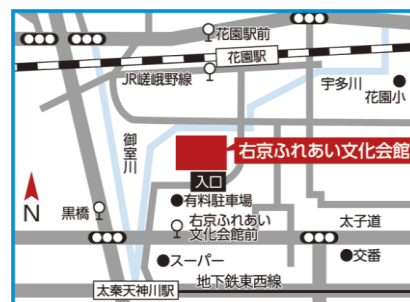 花園駅前
花園駅
JR嵯峨野線
宇多川
花園小
御室川
右京ふれあい文化会館
入口
N
有料駐車場
黒橋
右京ふれあい
文化会館前
太子道
スーパー
交番
地下鉄東西線
太秦天神川駅